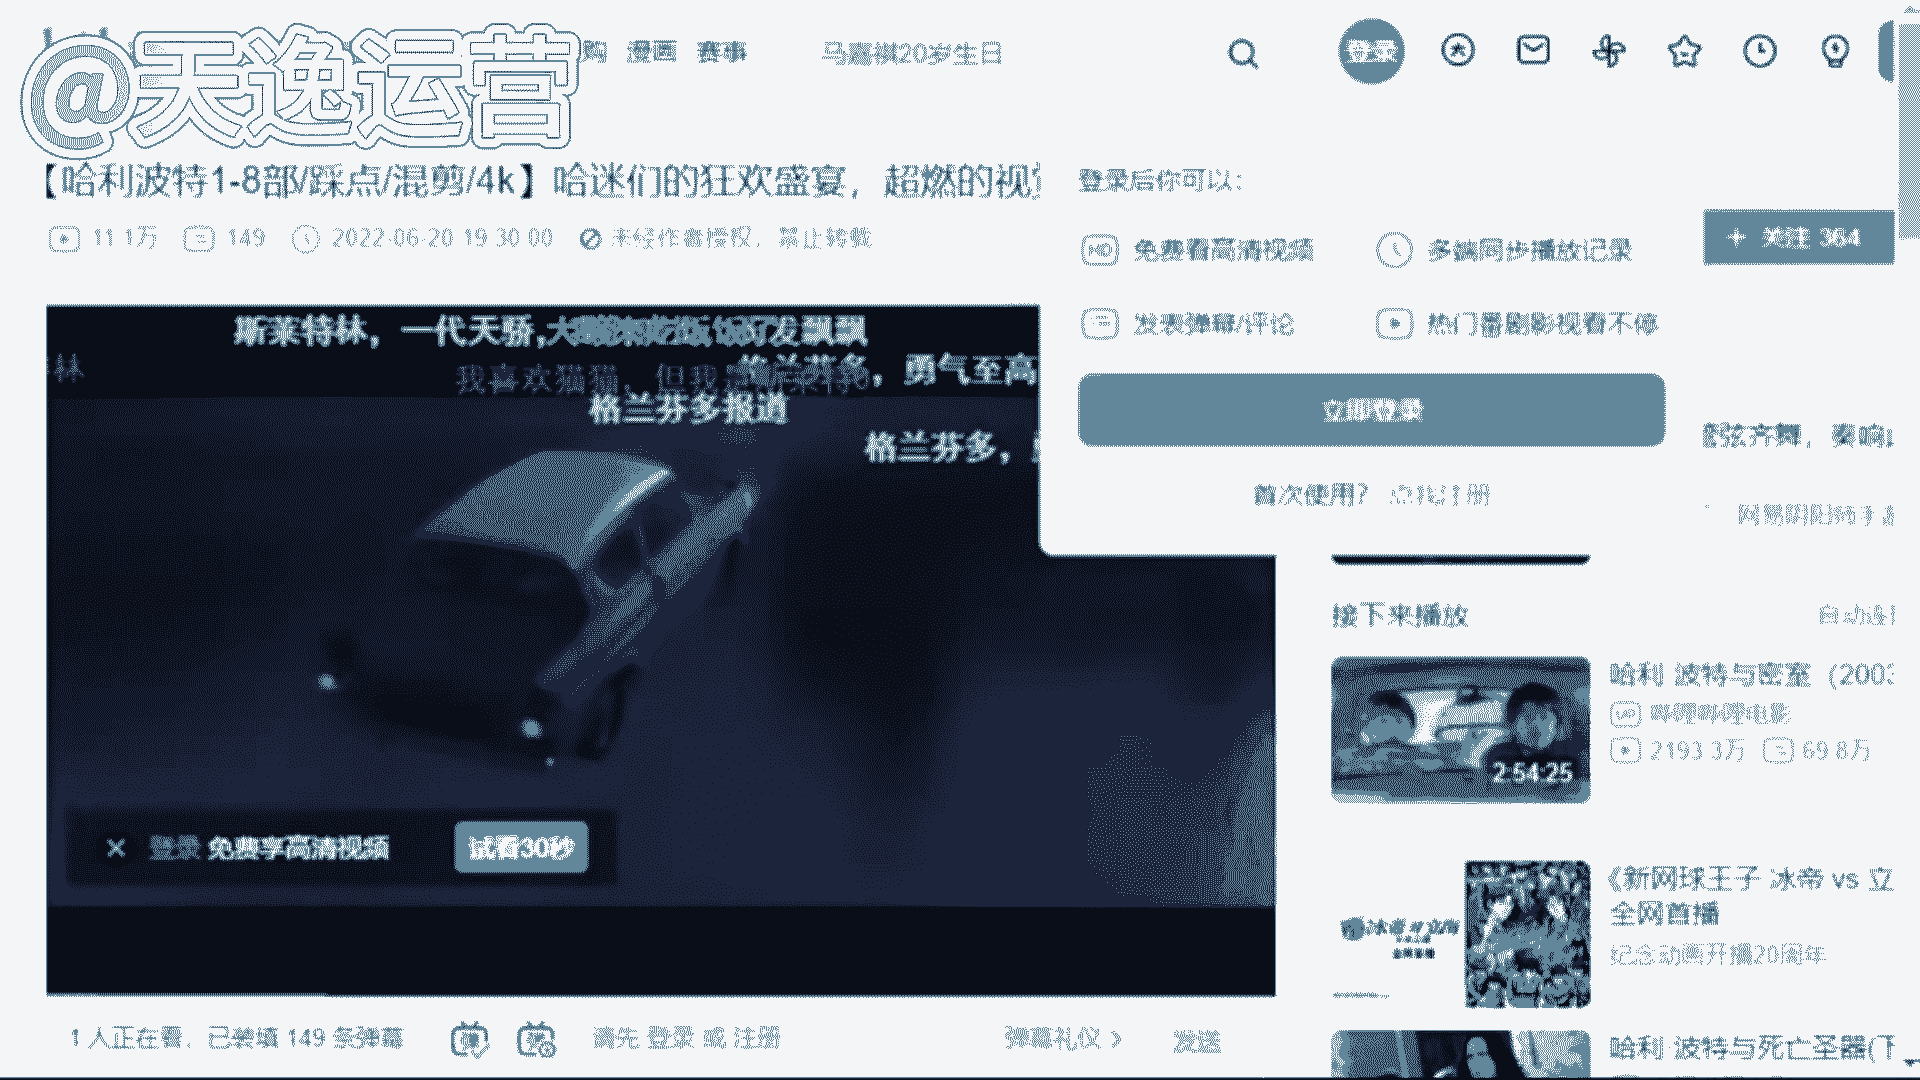 @天逸运营
购 漫画 赛事
马嘉祺20岁生日
登录
【哈利波特1-8部/踩点/混剪/4k】哈迷们的狂欢盛宴，超燃的视
11.1万 149 2022-06-20 19:30:00 未经作者授权，禁止转载
登录后你可以：
免费看高清视频 多端同步播放记录
发表弹幕/评论 热门番剧影视看不停
立即登录
首次使用？ 点我注册
+ 关注 364
斯莱特林，一代天骄，
发飘飘
林
我喜欢猫猫，但我是
格兰芬多，勇气至高
格兰芬多报道
格兰芬多，
弦齐舞，奏响
接下来播放
自动连
哈利·波特与密室（2003
哔哩哔哩电影
2193.3万 69.8万
2:54:25
登录 免费享高清视频 试看30秒
《新网球王子 冰帝 vs 立
全网首播
纪念动画开播20周年
1 人正在看，已装填 149 条弹幕 请先 登录 或 注册 弹幕礼仪 > 发送
哈利·波特与死亡圣器(下